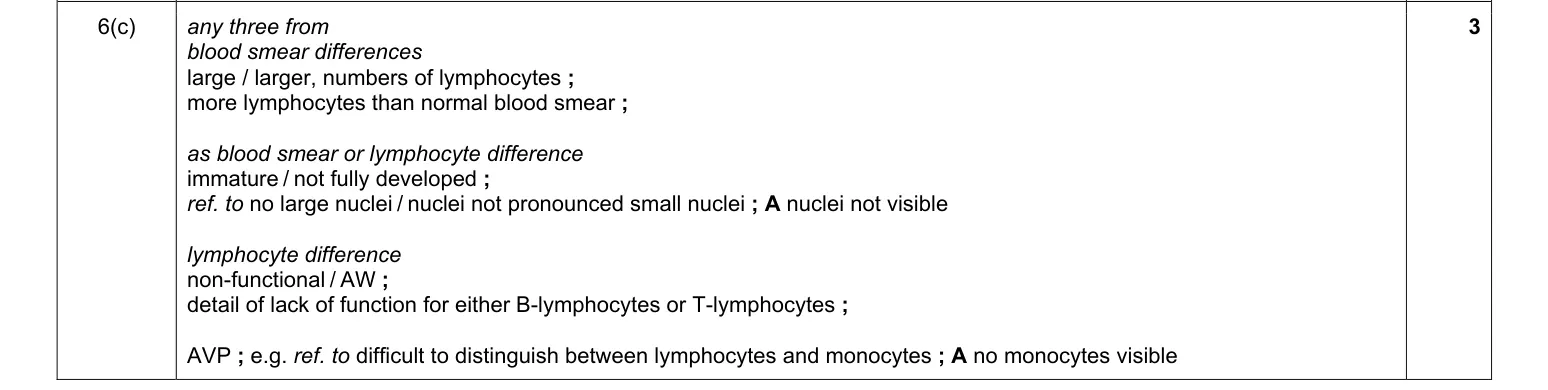 6(c) any three from 3
blood smear differences
large / larger, numbers of lymphocytes ;
more lymphocytes than normal blood smear ;
as blood smear or lymphocyte difference
immature / not fully developed ;
ref. to no large nuclei / nuclei not pronounced small nuclei ; A nuclei not visible
lymphocyte difference
non-functional / AW ;
detail of lack of function for either B-lymphocytes or T-lymphocytes ;
AVP ; e.g. ref. to difficult to distinguish between lymphocytes and monocytes ; A no monocytes visible